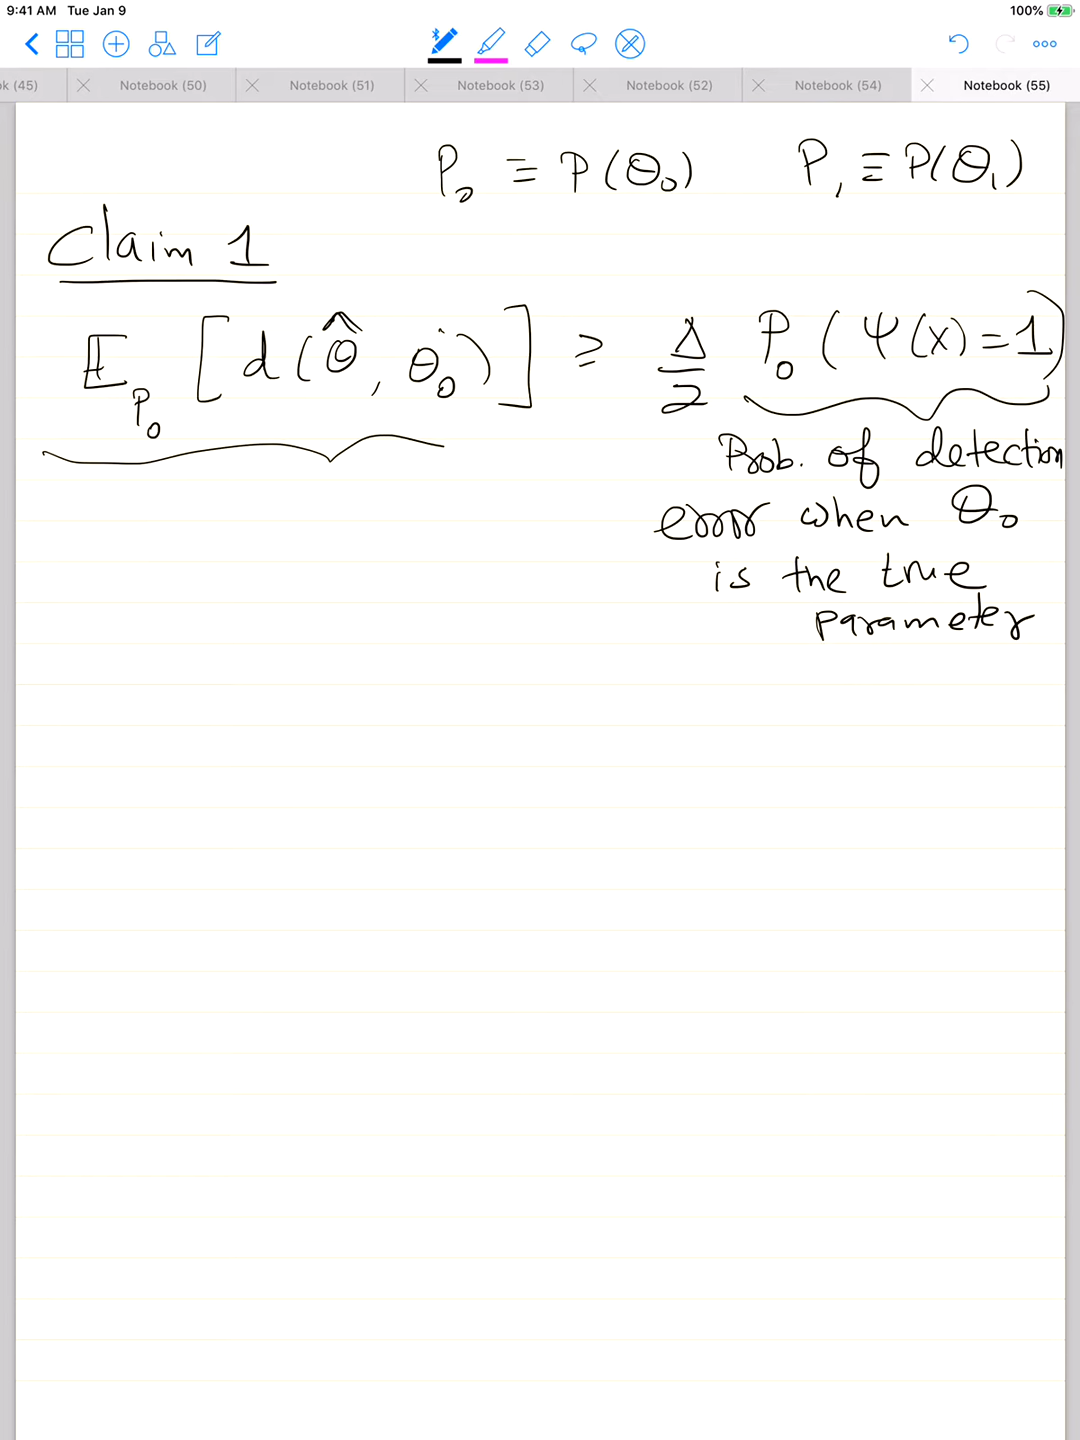 9:41 AM Tue Jan 9 100%
k (45) Notebook (50) Notebook (51) Notebook (53) Notebook (52) Notebook (54) Notebook (55)
P₀ ≡ P(θ₀) P₁ ≡ P(θ₁)
Claim 1
E_P₀ [d(θ̂, θ₀)] ≥ Δ/2 P₀(Ψ(x)=1)
Prob. of detection
error when θ₀
is the true
parameter